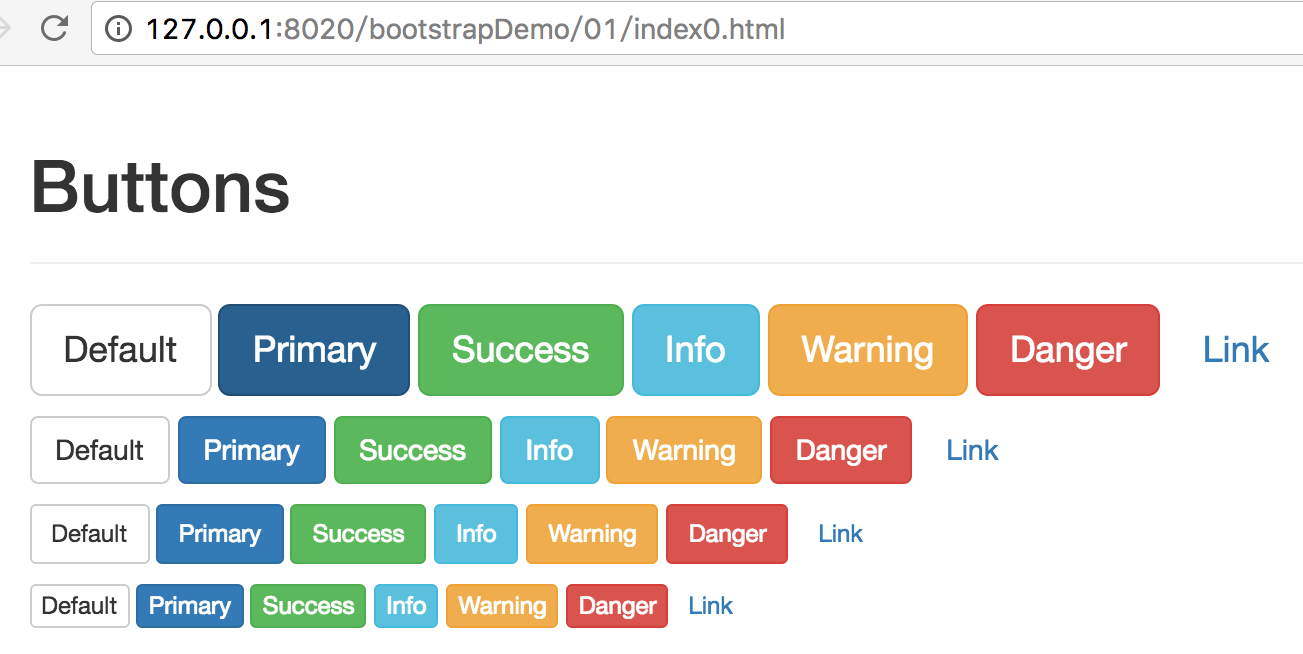 127.0.0.1:8020/bootstrapDemo/01/index0.html
Buttons
Default Primary Success Info Warning Danger Link
Default Primary Success Info Warning Danger Link
Default Primary Success Info Warning Danger Link
Default Primary Success Info Warning Danger Link